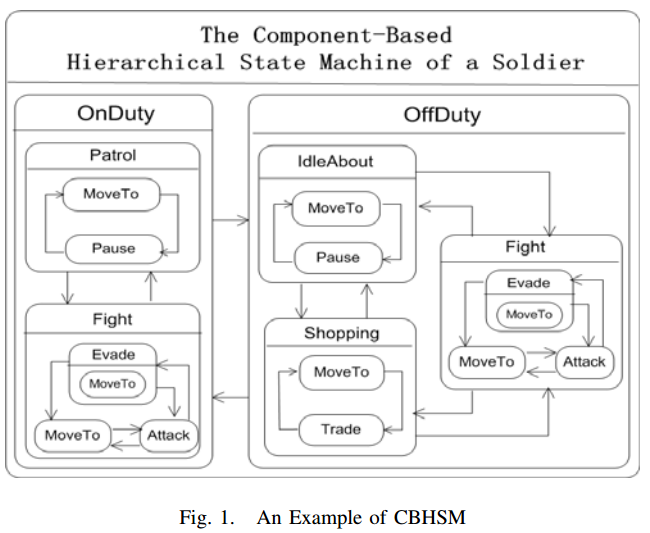 The Component-Based
Hierarchical State Machine of a Soldier
OnDuty
Patrol
MoveTo
Pause
Fight
Evade
MoveTo
MoveTo
Attack
OffDuty
IdleAbout
MoveTo
Pause
Shopping
MoveTo
Trade
Fight
Evade
MoveTo
MoveTo
Attack
Fig. 1. An Example of CBHSM